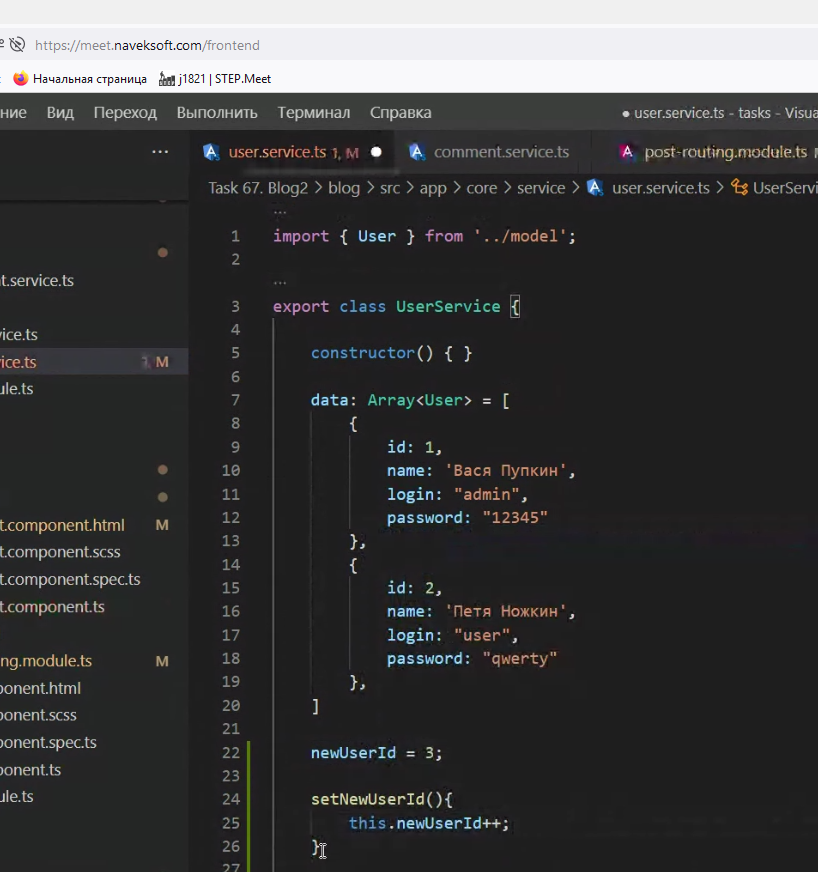 https://meet.naveksoft.com/frontend
Начальная страница j1821 | STEP.Meet
ние Вид Переход Выполнить Терминал Справка ● user.service.ts - tasks - Visua
... user.service.ts 1, M ● comment.service.ts post-routing.module.ts
Task 67. Blog2 > blog > src > app > core > service > user.service.ts > UserServi
...
1 import { User } from '../model';
2
...
3 export class UserService {
4
t.service.ts
5 constructor() { }
vice.ts
6
ice.ts 1, M
7 data: Array<User> = [
ule.ts
8 {
9 id: 1,
10 name: 'Вася Пупкин',
11 login: "admin",
12 password: "12345"
t.component.html M
13 },
t.component.scss
14 {
t.component.spec.ts
15 id: 2,
t.component.ts
16 name: 'Петя Ножкин',
17 login: "user",
18 password: "qwerty"
ng.module.ts M
19 },
ponent.html
20 ]
ponent.scss
21
ponent.spec.ts
22 newUserId = 3;
ponent.ts
23
ule.ts
24 setNewUserId(){
25 this.newUserId++;
26 }
27